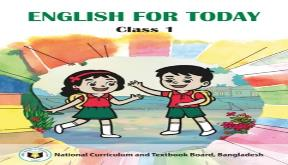 ENGLISH FOR TODAY
Class 1
National Curriculum and Textbook Board, Bangladesh